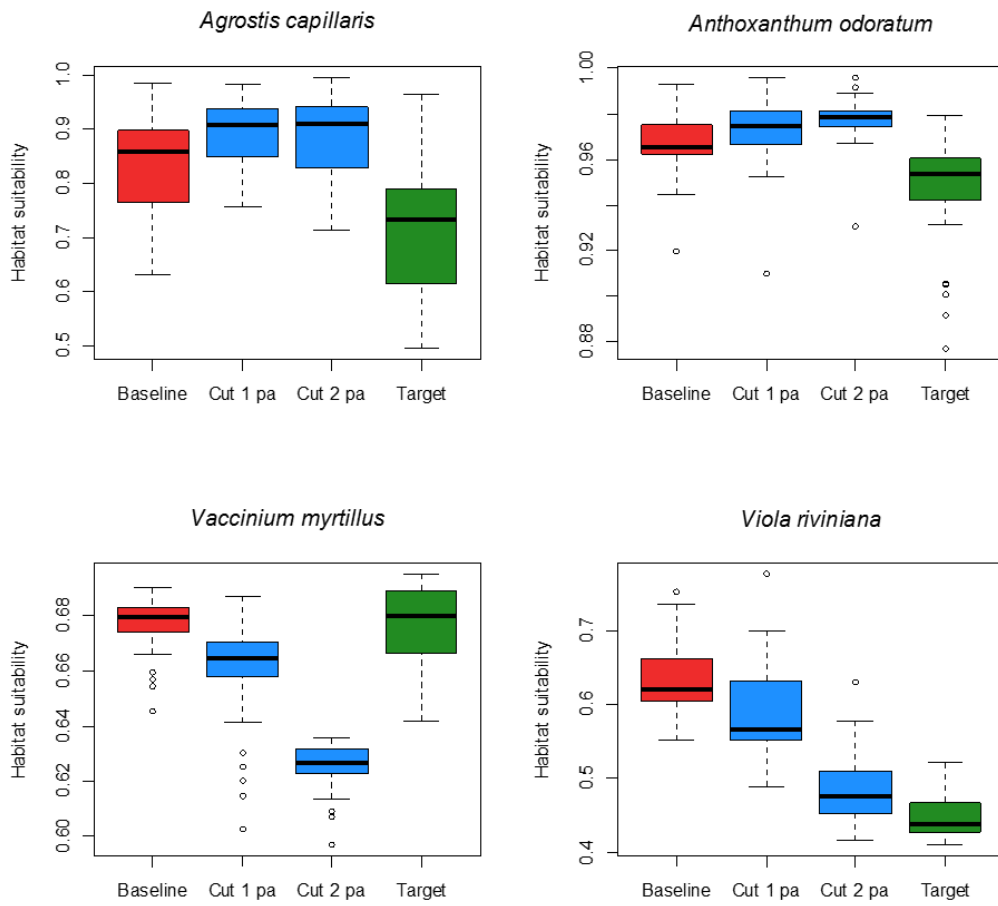 Agrostis capillaris
Habitat suitability
1.0
0.9
0.8
0.7
0.6
0.5
Baseline Cut 1 pa Cut 2 pa Target
Anthoxanthum odoratum
Habitat suitability
1.00
0.96
0.92
0.88
Baseline Cut 1 pa Cut 2 pa Target
Vaccinium myrtillus
Habitat suitability
0.68
0.66
0.64
0.62
0.60
Baseline Cut 1 pa Cut 2 pa Target
Viola riviniana
Habitat suitability
0.7
0.6
0.5
0.4
Baseline Cut 1 pa Cut 2 pa Target